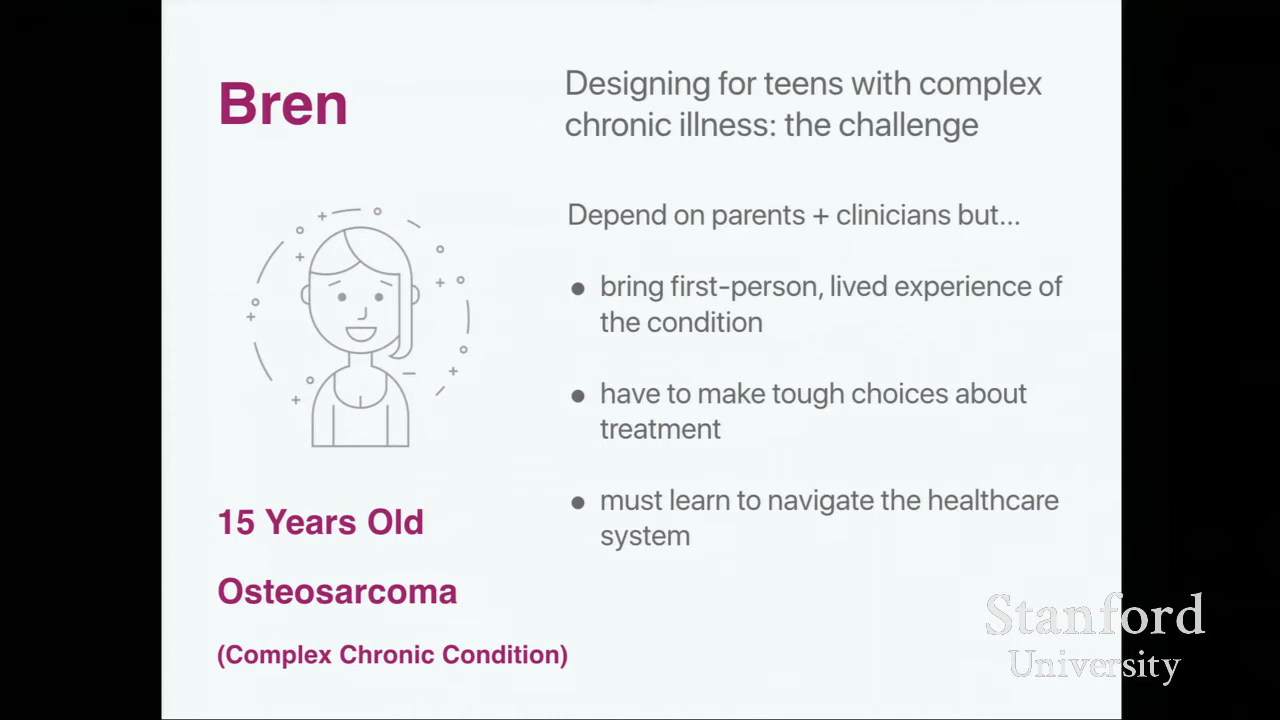 Bren
Designing for teens with complex
chronic illness: the challenge
Depend on parents + clinicians but...
● bring first-person, lived experience of
the condition
● have to make tough choices about
treatment
● must learn to navigate the healthcare
system
15 Years Old
Osteosarcoma
(Complex Chronic Condition)
Stanford
University